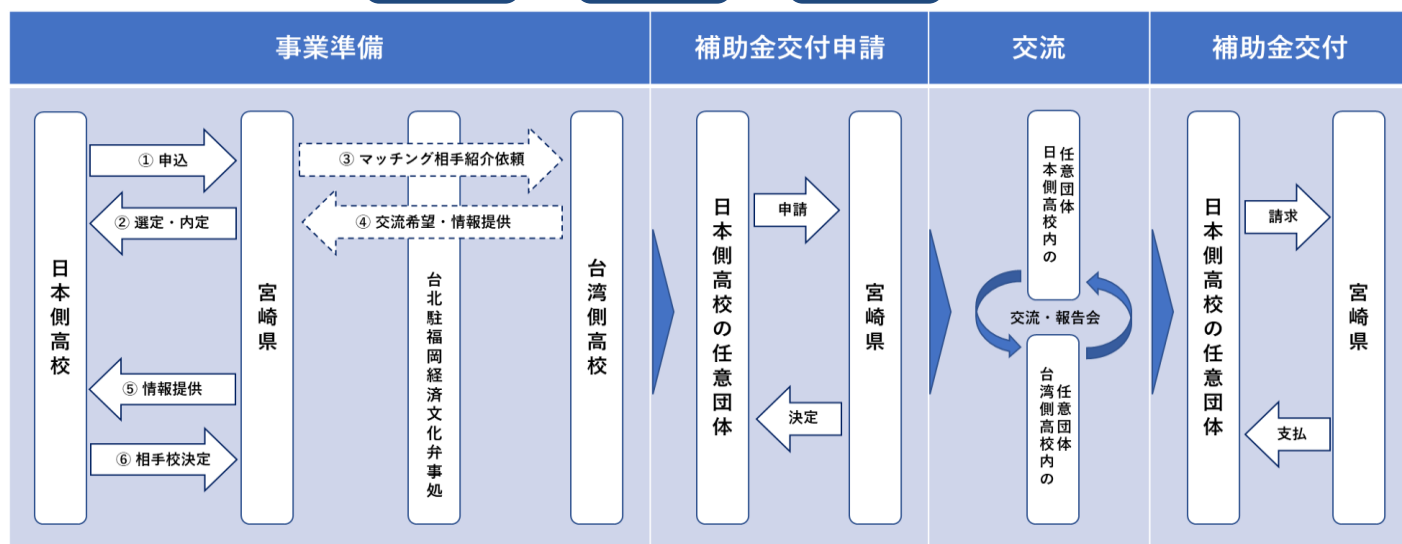 事業準備
補助金交付申請
交流
補助金交付
日本側高校
① 申込
② 選定・内定
⑤ 情報提供
⑥ 相手校決定
宮崎県
③ マッチング相手紹介依頼
④ 交流希望・情報提供
台北駐福岡経済文化弁事処
台湾側高校
日本側高校の任意団体
申請
決定
宮崎県
日本側高校内の
任意団体
交流・報告会
台湾側高校内の
任意団体
日本側高校の任意団体
請求
支払
宮崎県